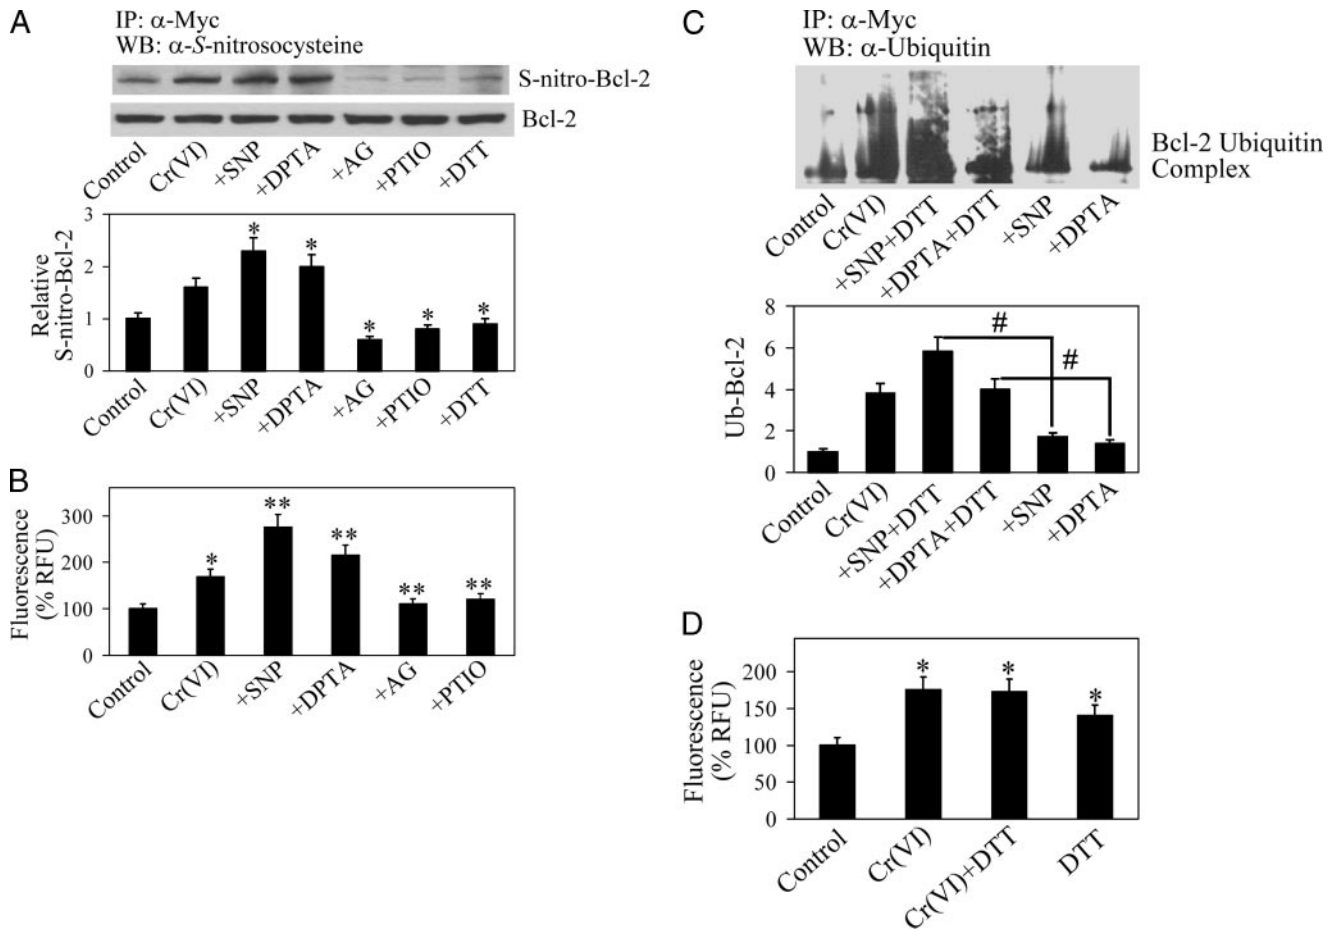 A
IP: α-Myc
WB: α-S-nitrosocysteine
S-nitro-Bcl-2
Bcl-2
Control
Cr(VI)
+SNP
+DPTA
+AG
+PTIO
+DTT
Relative
S-nitro-Bcl-2
3
2
1
0
*
*
*
*
*
Control
Cr(VI)
+SNP
+DPTA
+AG
+PTIO
+DTT
B
Fluorescence
(% RFU)
300
200
100
0
*
**
**
**
**
Control
Cr(VI)
+SNP
+DPTA
+AG
+PTIO
C
IP: α-Myc
WB: α-Ubiquitin
Bcl-2 Ubiquitin
Complex
Control
Cr(VI)
+SNP+DTT
+DPTA+DTT
+SNP
+DPTA
Ub-Bcl-2
8
6
4
2
0
#
#
Control
Cr(VI)
+SNP+DTT
+DPTA+DTT
+SNP
+DPTA
D
Fluorescence
(% RFU)
200
150
100
50
0
*
*
*
Control
Cr(VI)
Cr(VI)+DTT
DTT